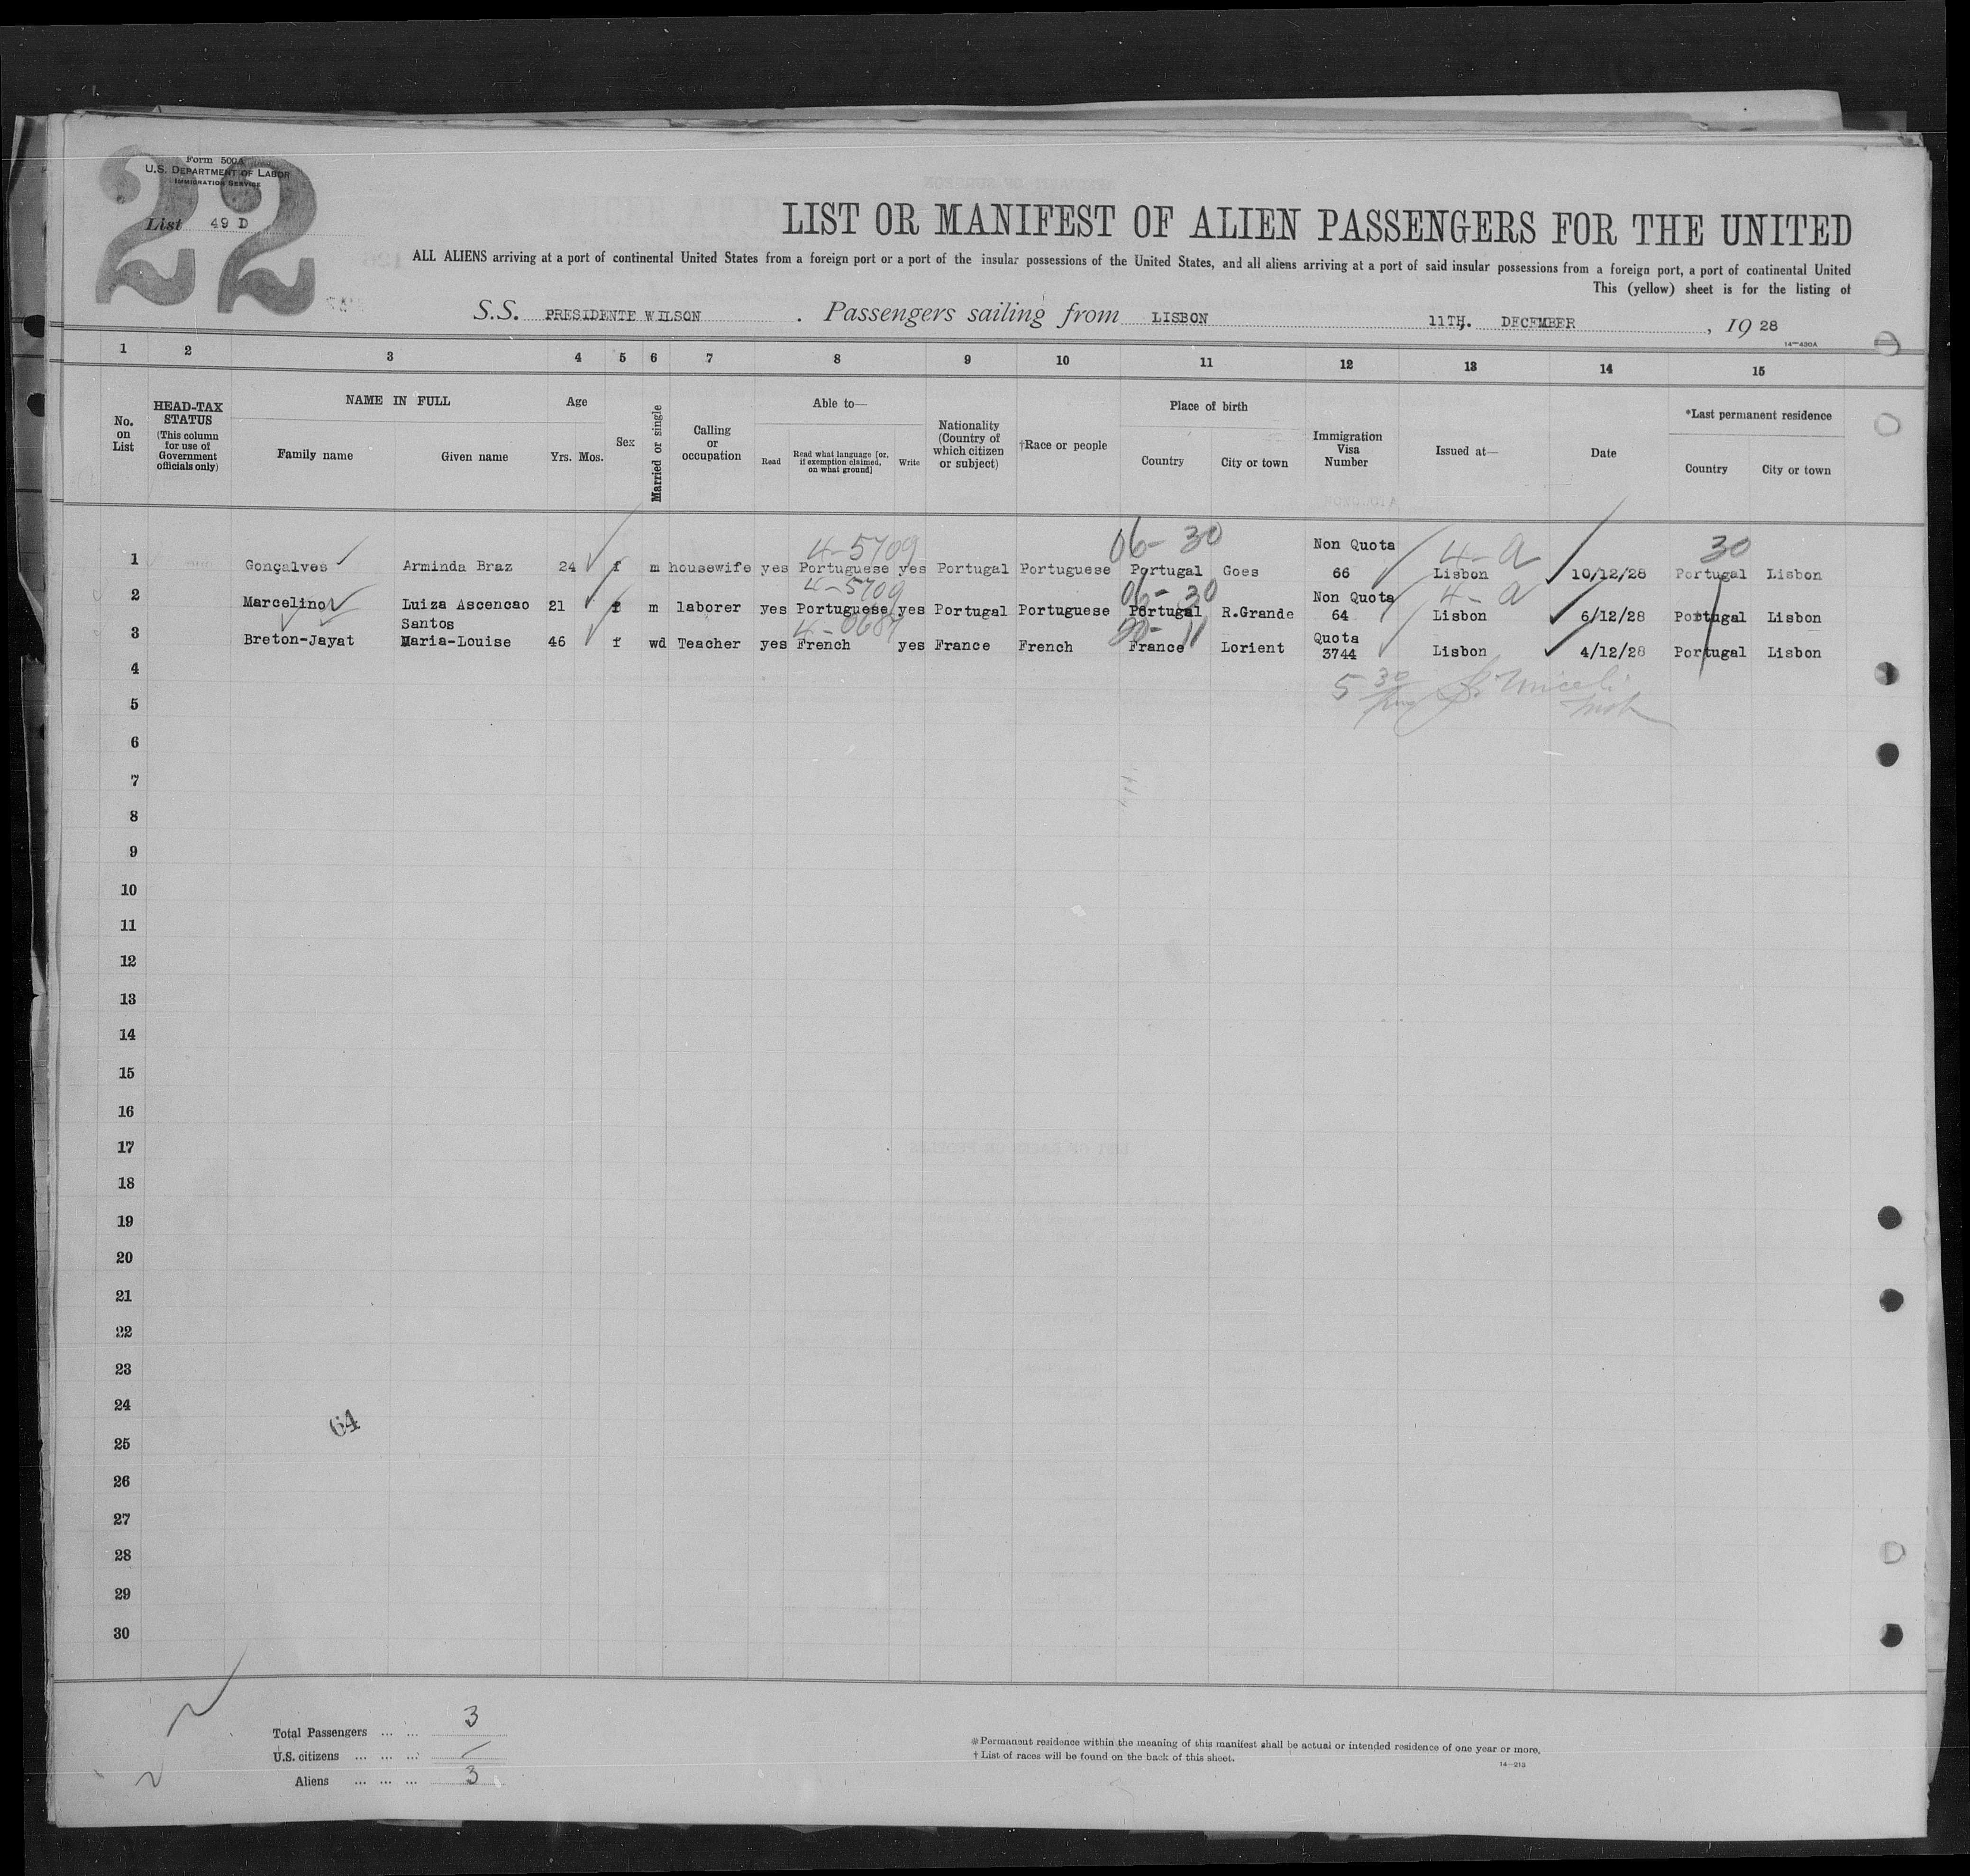 22
Form 500A
U.S. DEPARTMENT OF LABOR
IMMIGRATION SERVICE
List 49 D
LIST OR MANIFEST OF ALIEN PASSENGERS FOR THE UNITED
ALL ALIENS arriving at a port of continental United States from a foreign port or a port of the insular possessions of the United States, and all aliens arriving at a port of said insular possessions from a foreign port, a port of continental United
This (yellow) sheet is for the listing of
S.S. PRESIDENTE WILSON . Passengers sailing from LISBON 11TH. DECEMBER , 19 28
14—430A
1 2 3 4 5 6 7 8 9 10 11 12 13 14 15
No. on List
HEAD-TAX STATUS
(This column for use of Government officials only)
NAME IN FULL
Family name Given name
Age
Yrs. Mos.
Sex
Married or single
Calling or occupation
Able to—
Read Read what language [or, if exemption claimed, on what ground] Write
Nationality (Country of which citizen or subject)
†Race or people
Place of birth
Country City or town
Immigration Visa Number
Issued at—
Date
*Last permanent residence
Country City or town
4-5709 06- 30 Non Quota 4-a 30
1 Gonçalves Arminda Braz 24 f m housewife yes Portuguese yes Portugal Portuguese Portugal Goes 66 Lisbon 10/12/28 Portugal Lisbon
4-5709 06- 30 Non Quota 4-a
2 Marcelino Luiza Ascencao 21 f m laborer yes Portuguese yes Portugal Portuguese Portugal R.Grande 64 Lisbon 6/12/28 Portugal Lisbon
Santos
Quota
3 Breton-Jayat Maria-Louise 46 f wd Teacher yes French yes France French France Lorient 3744 Lisbon 4/12/28 Portugal Lisbon
4
5 30
5
6
7
8
9
10
11
12
13
14
15
16
17
18
19
20
21
22
23
24
64
25
26
27
28
29
30
Total Passengers ... ... 3
U.S. citizens ... ... ... /
Aliens ... ... ... 3
*Permanent residence within the meaning of this manifest shall be actual or intended residence of one year or more.
† List of races will be found on the back of this sheet.
14—213